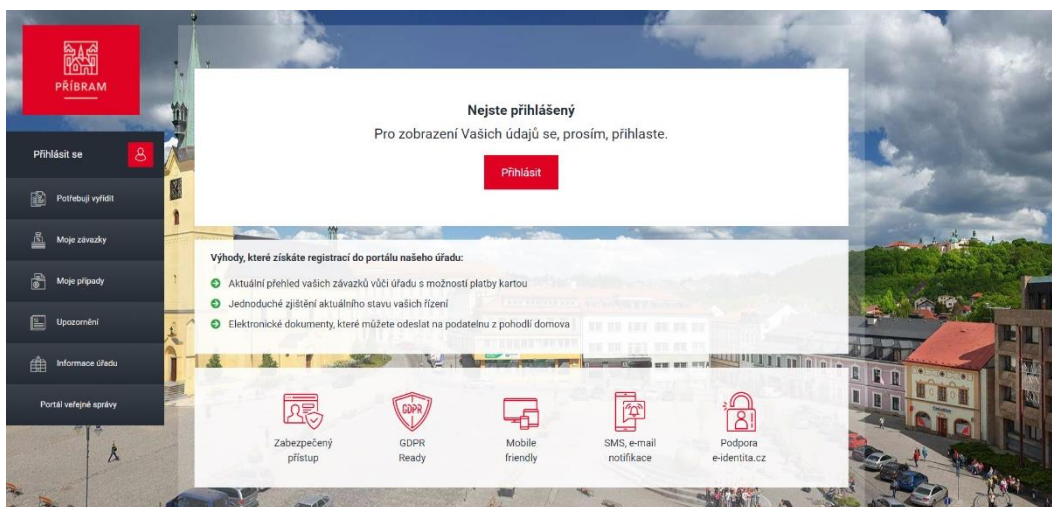 PŘÍBRAM
Přihlásit se
Potřebuji vyřídit
Moje závazky
Moje případy
Upozornění
Informace úřadu
Portál veřejné správy
Nejste přihlášený
Pro zobrazení Vašich údajů se, prosím, přihlaste.
Přihlásit
Výhody, které získáte registrací do portálu našeho úřadu:
Aktuální přehled vašich závazků vůči úřadu s možností platby kartou
Jednoduché zjištění aktuálního stavu vašich řízení
Elektronické dokumenty, které můžete odeslat na podatelnu z pohodlí domova
GDPR
Zabezpečený
přístup
GDPR
Ready
Mobile
friendly
SMS, e-mail
notifikace
Podpora
e-identita.cz